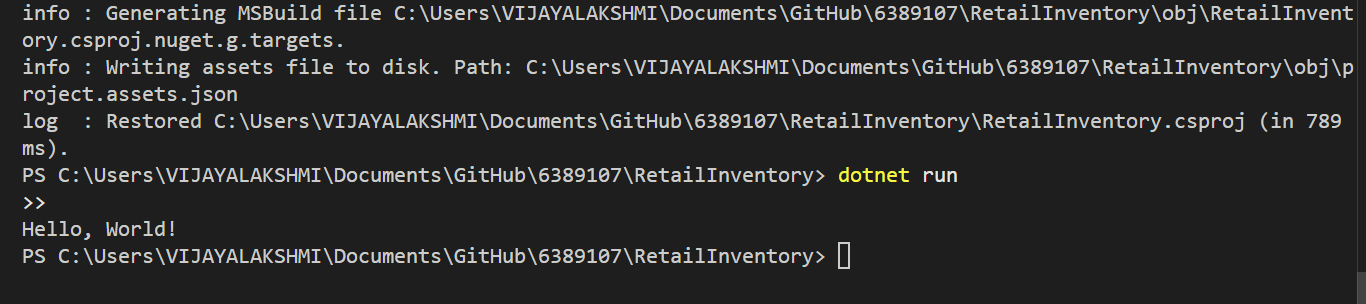 info : Generating MSBuild file C:\Users\VIJAYALAKSHMI\Documents\GitHub\6389107\RetailInventory\obj\RetailInvent
ory.csproj.nuget.g.targets.
info : Writing assets file to disk. Path: C:\Users\VIJAYALAKSHMI\Documents\GitHub\6389107\RetailInventory\obj\p
roject.assets.json
log  : Restored C:\Users\VIJAYALAKSHMI\Documents\GitHub\6389107\RetailInventory\RetailInventory.csproj (in 789
ms).
PS C:\Users\VIJAYALAKSHMI\Documents\GitHub\6389107\RetailInventory> dotnet run
>>
Hello, World!
PS C:\Users\VIJAYALAKSHMI\Documents\GitHub\6389107\RetailInventory>